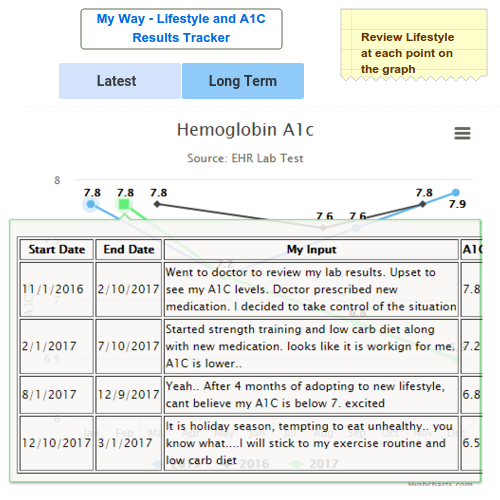 My Way - Lifestyle and A1C
Results Tracker
Review Lifestyle
at each point on
the graph
Latest
Long Term
Hemoglobin A1c
Source: EHR Lab Test
8
7.8
7.8
7.8
7.6
7.6
7.8
7.9
Start Date End Date My Input A1C
11/1/2016 2/10/2017 Went to doctor to review my lab results. Upset to
see my A1C levels. Doctor prescribed new
medication. I decided to take control of the situation
7.8
2/1/2017 7/10/2017 Started strength training and low carb diet along
with new medication. looks like it is workign for me.
A1C is lower..
7.2
8/1/2017 12/9/2017 Yeah.. After 4 months of adopting to new lifestyle,
cant believe my A1C is below 7. excited
6.8
12/10/2017 3/1/2017 It is holiday season, tempting to eat unhealthy.. you
know what....I will stick to my exercise routine and
low carb diet
6.5
2016
2017
Highcharts.com